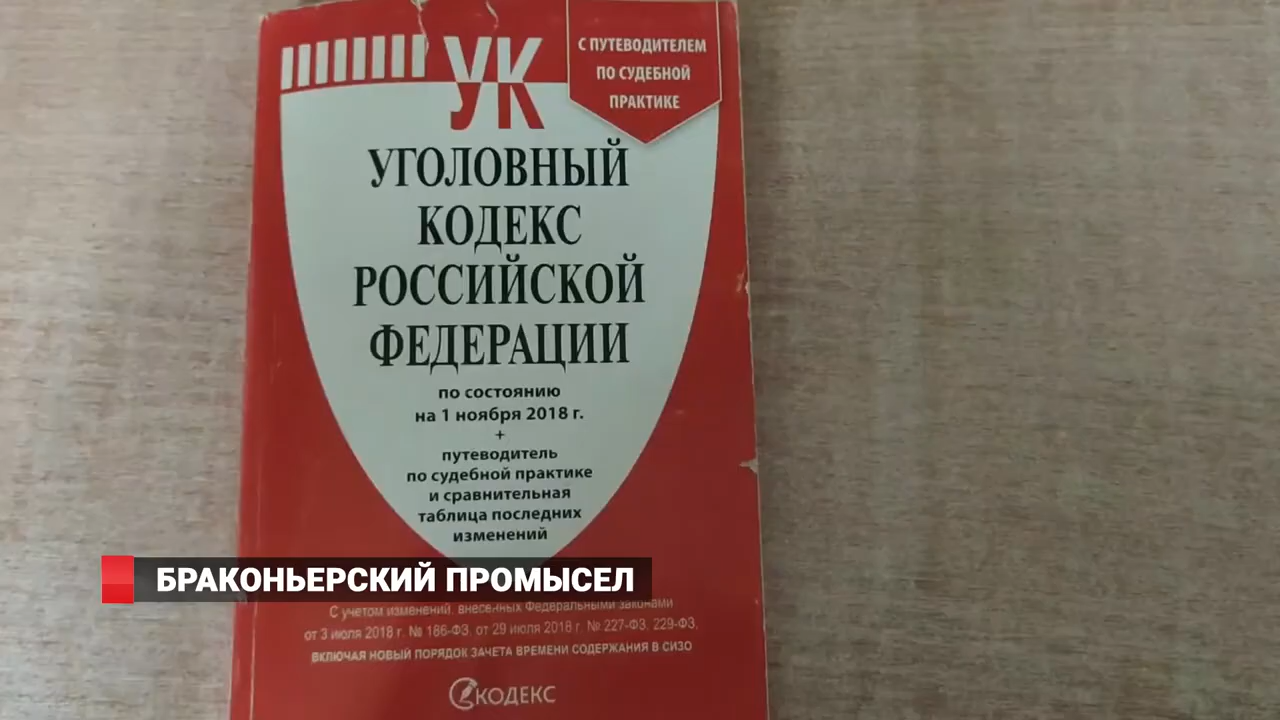 УК
С ПУТЕВОДИТЕЛЕМ
ПО СУДЕБНОЙ
ПРАКТИКЕ
УГОЛОВНЫЙ
КОДЕКС
РОССИЙСКОЙ
ФЕДЕРАЦИИ
по состоянию
на 1 ноября 2018 г.
+
путеводитель
по судебной практике
и сравнительная
таблица последних
изменений
БРАКОНЬЕРСКИЙ ПРОМЫСЕЛ
С учетом изменений, внесенных Федеральными законами
от 3 июля 2018 г. № 186-ФЗ, от 29 июля 2018 г. № 227-ФЗ, 229-ФЗ,
ВКЛЮЧАЯ НОВЫЙ ПОРЯДОК ЗАЧЕТА ВРЕМЕНИ СОДЕРЖАНИЯ В СИЗО
КОДЕКС